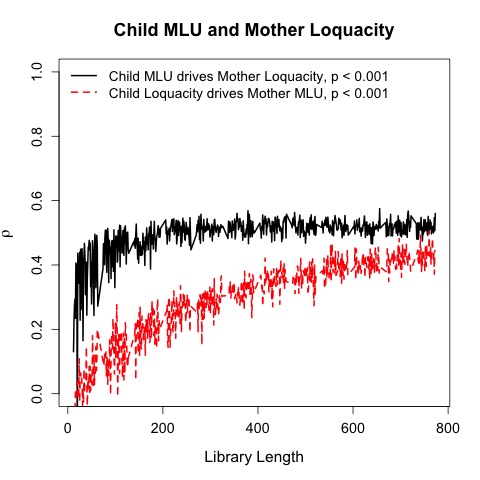 Child MLU and Mother Loquacity
Child MLU drives Mother Loquacity, p < 0.001
Child Loquacity drives Mother MLU, p < 0.001
1.0
0.8
0.6
0.4
0.2
0.0
ρ
0 200 400 600 800
Library Length